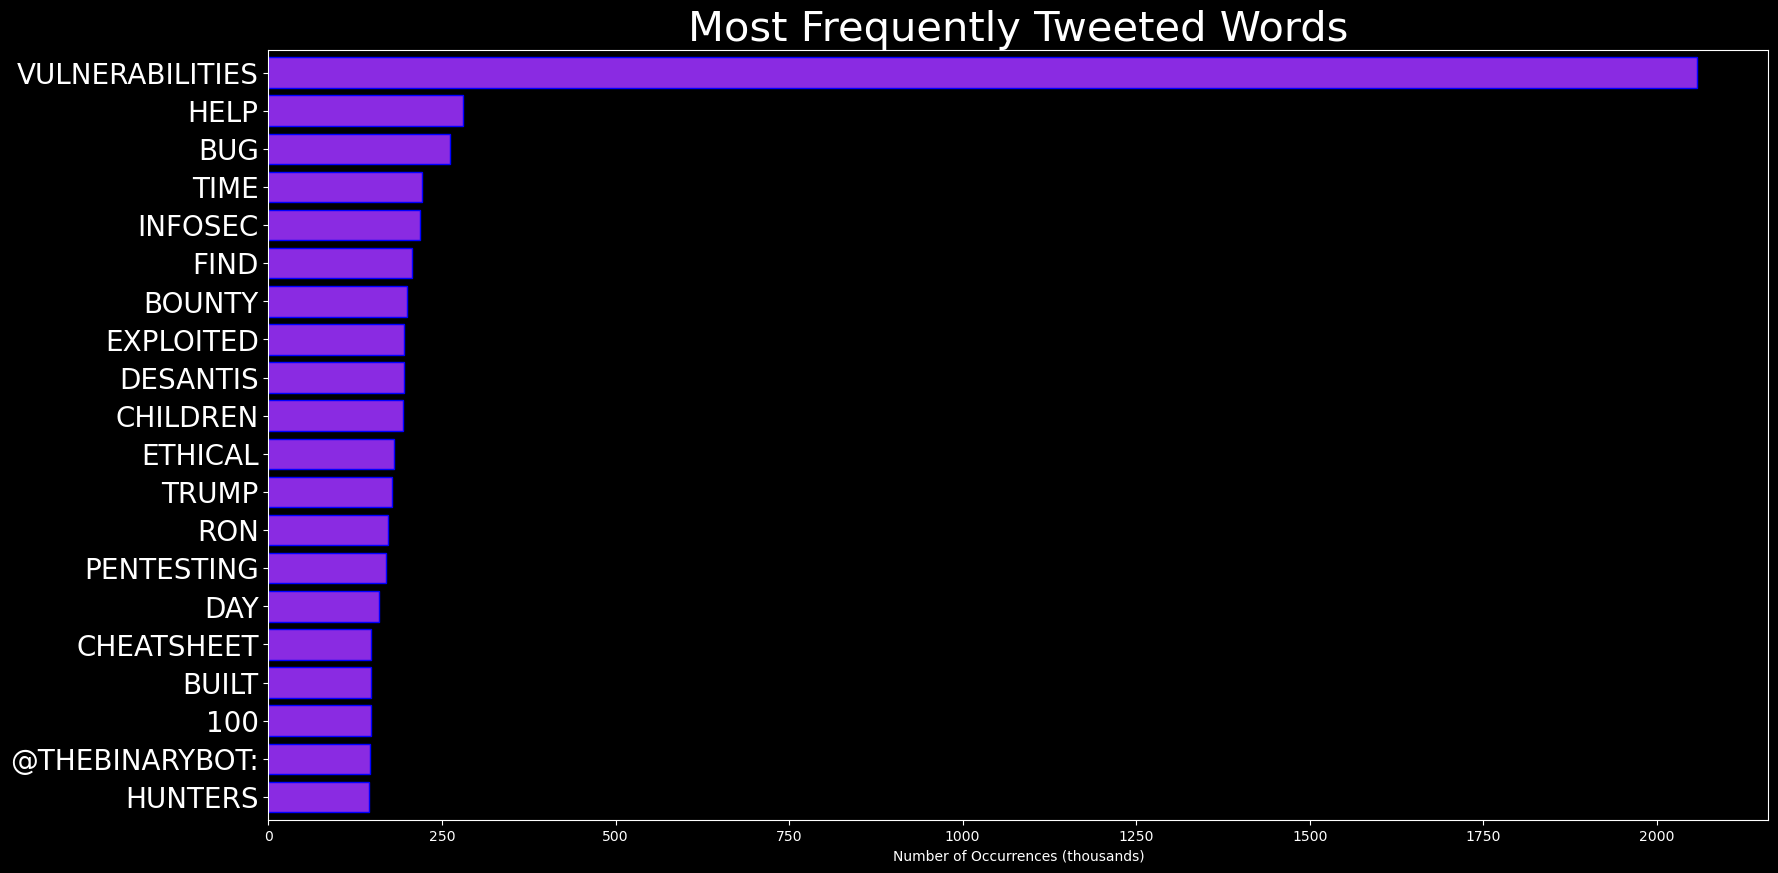 Most Frequently Tweeted Words
VULNERABILITIES
HELP
BUG
TIME
INFOSEC
FIND
BOUNTY
EXPLOITED
DESANTIS
CHILDREN
ETHICAL
TRUMP
RON
PENTESTING
DAY
CHEATSHEET
BUILT
100
@THEBINARYBOT:
HUNTERS
0 250 500 750 1000 1250 1500 1750 2000
Number of Occurrences (thousands)